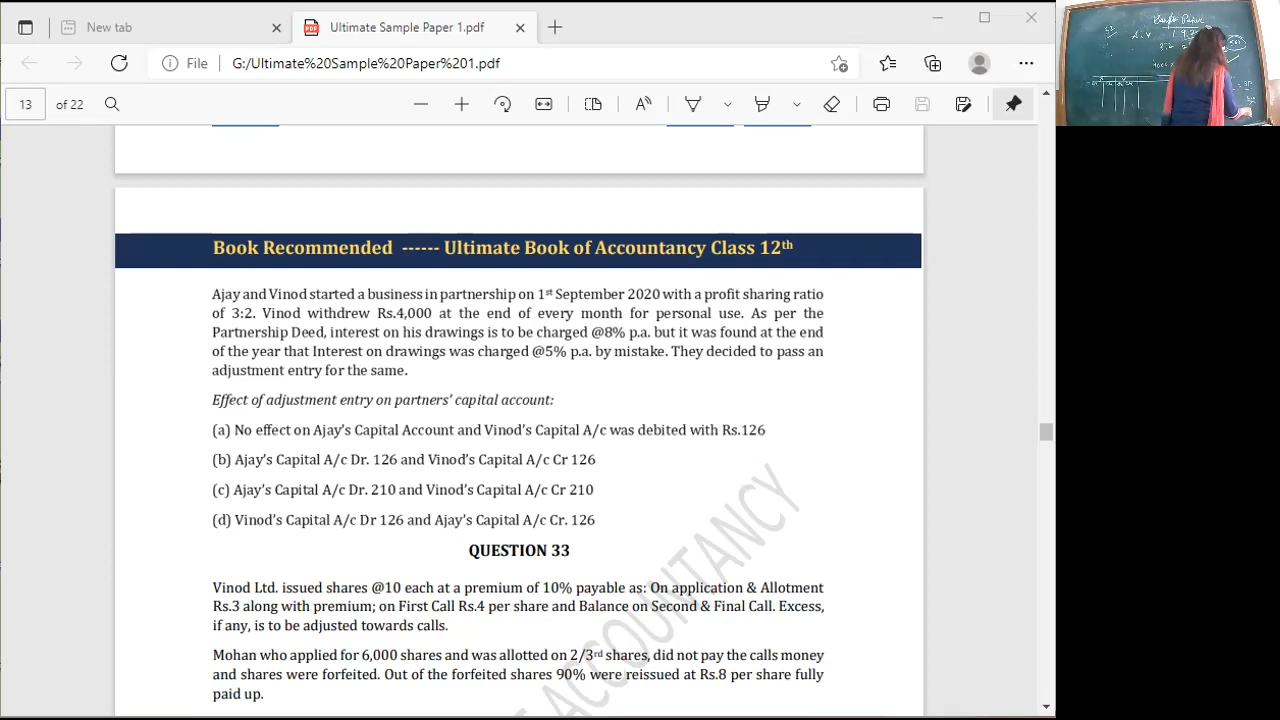 New tab
Ultimate Sample Paper 1.pdf
File
G:/Ultimate%20Sample%20Paper%201.pdf
13
of 22
Book Recommended ------ Ultimate Book of Accountancy Class 12th
Ajay and Vinod started a business in partnership on 1st September 2020 with a profit sharing ratio
of 3:2. Vinod withdrew Rs.4,000 at the end of every month for personal use. As per the
Partnership Deed, interest on his drawings is to be charged @8% p.a. but it was found at the end
of the year that Interest on drawings was charged @5% p.a. by mistake. They decided to pass an
adjustment entry for the same.
Effect of adjustment entry on partners’ capital account:
(a) No effect on Ajay’s Capital Account and Vinod’s Capital A/c was debited with Rs.126
(b) Ajay’s Capital A/c Dr. 126 and Vinod’s Capital A/c Cr 126
(c) Ajay’s Capital A/c Dr. 210 and Vinod’s Capital A/c Cr 210
(d) Vinod’s Capital A/c Dr 126 and Ajay’s Capital A/c Cr. 126
QUESTION 33
Vinod Ltd. issued shares @10 each at a premium of 10% payable as: On application & Allotment
Rs.3 along with premium; on First Call Rs.4 per share and Balance on Second & Final Call. Excess,
if any, is to be adjusted towards calls.
Mohan who applied for 6,000 shares and was allotted on 2/3rd shares, did not pay the calls money
and shares were forfeited. Out of the forfeited shares 90% were reissued at Rs.8 per share fully
paid up.
ACCOUNTANCY